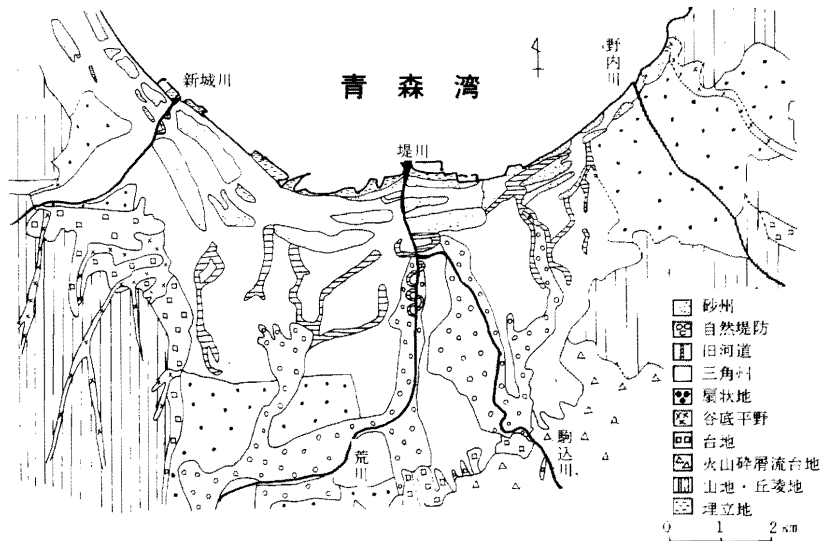 新城川
青森湾
野内川
堤川
荒川
駒込川
砂州
自然堤防
旧河道
三角州
扇状地
谷底平野
台地
火山砕屑流台地
山地・丘陵地
埋立地
0 1 2 km